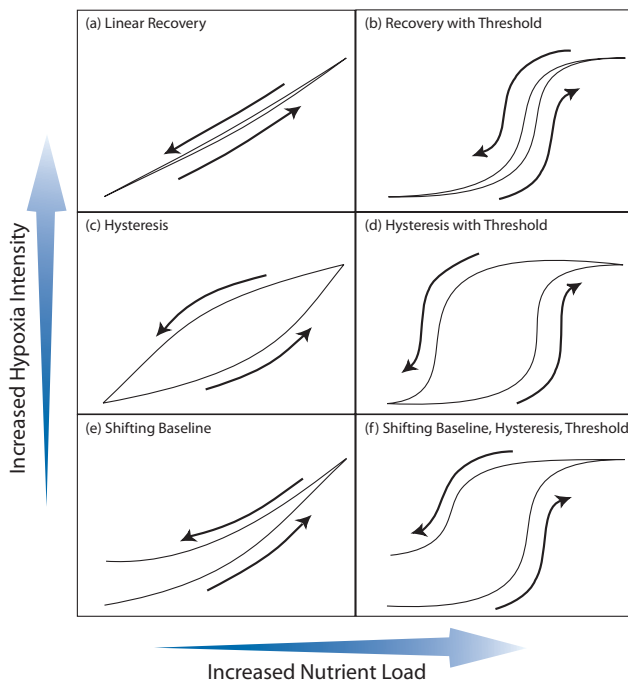 (a) Linear Recovery
(b) Recovery with Threshold
(c) Hysteresis
(d) Hysteresis with Threshold
(e) Shifting Baseline
(f) Shifting Baseline, Hysteresis, Threshold
Increased Hypoxia Intensity
Increased Nutrient Load